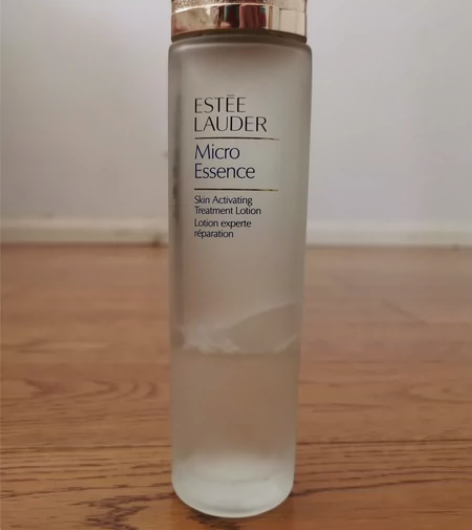 ESTĒE
LAUDER
Micro
Essence
Skin Activating
Treatment Lotion
Lotion experte
réparation